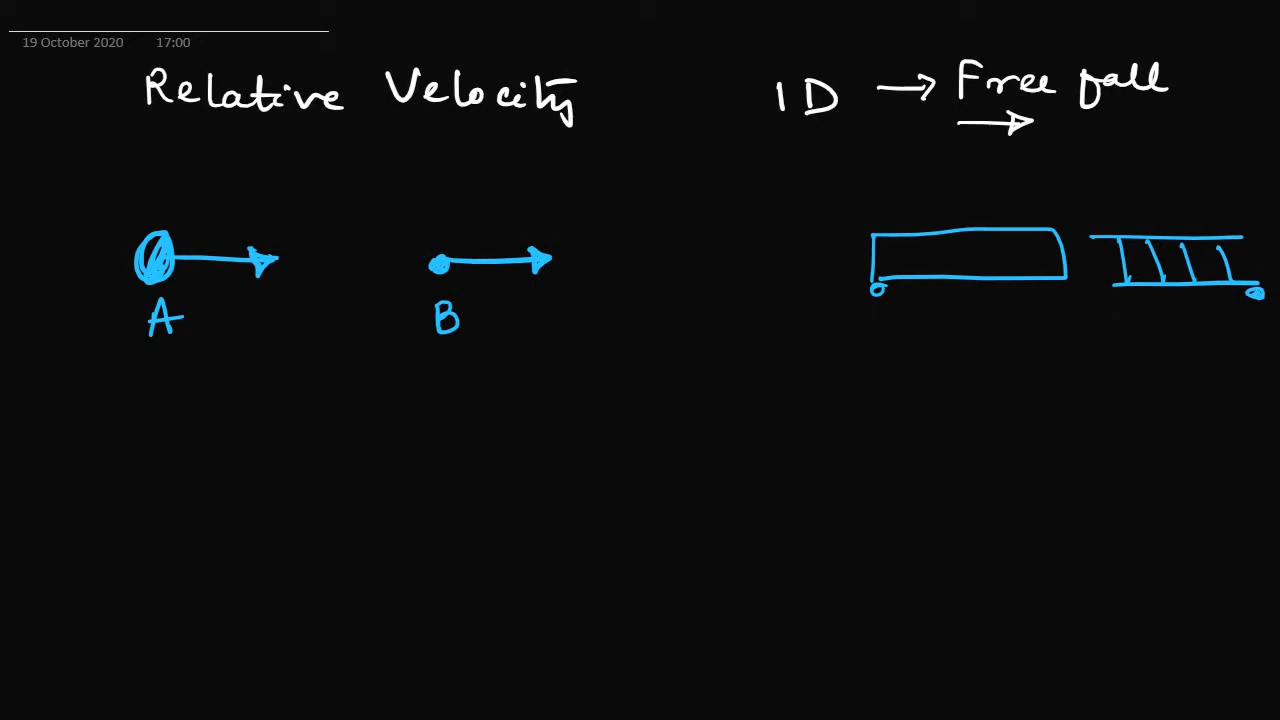 19 October 2020 17:00
Relative Velocity 1D → Free fall
A B